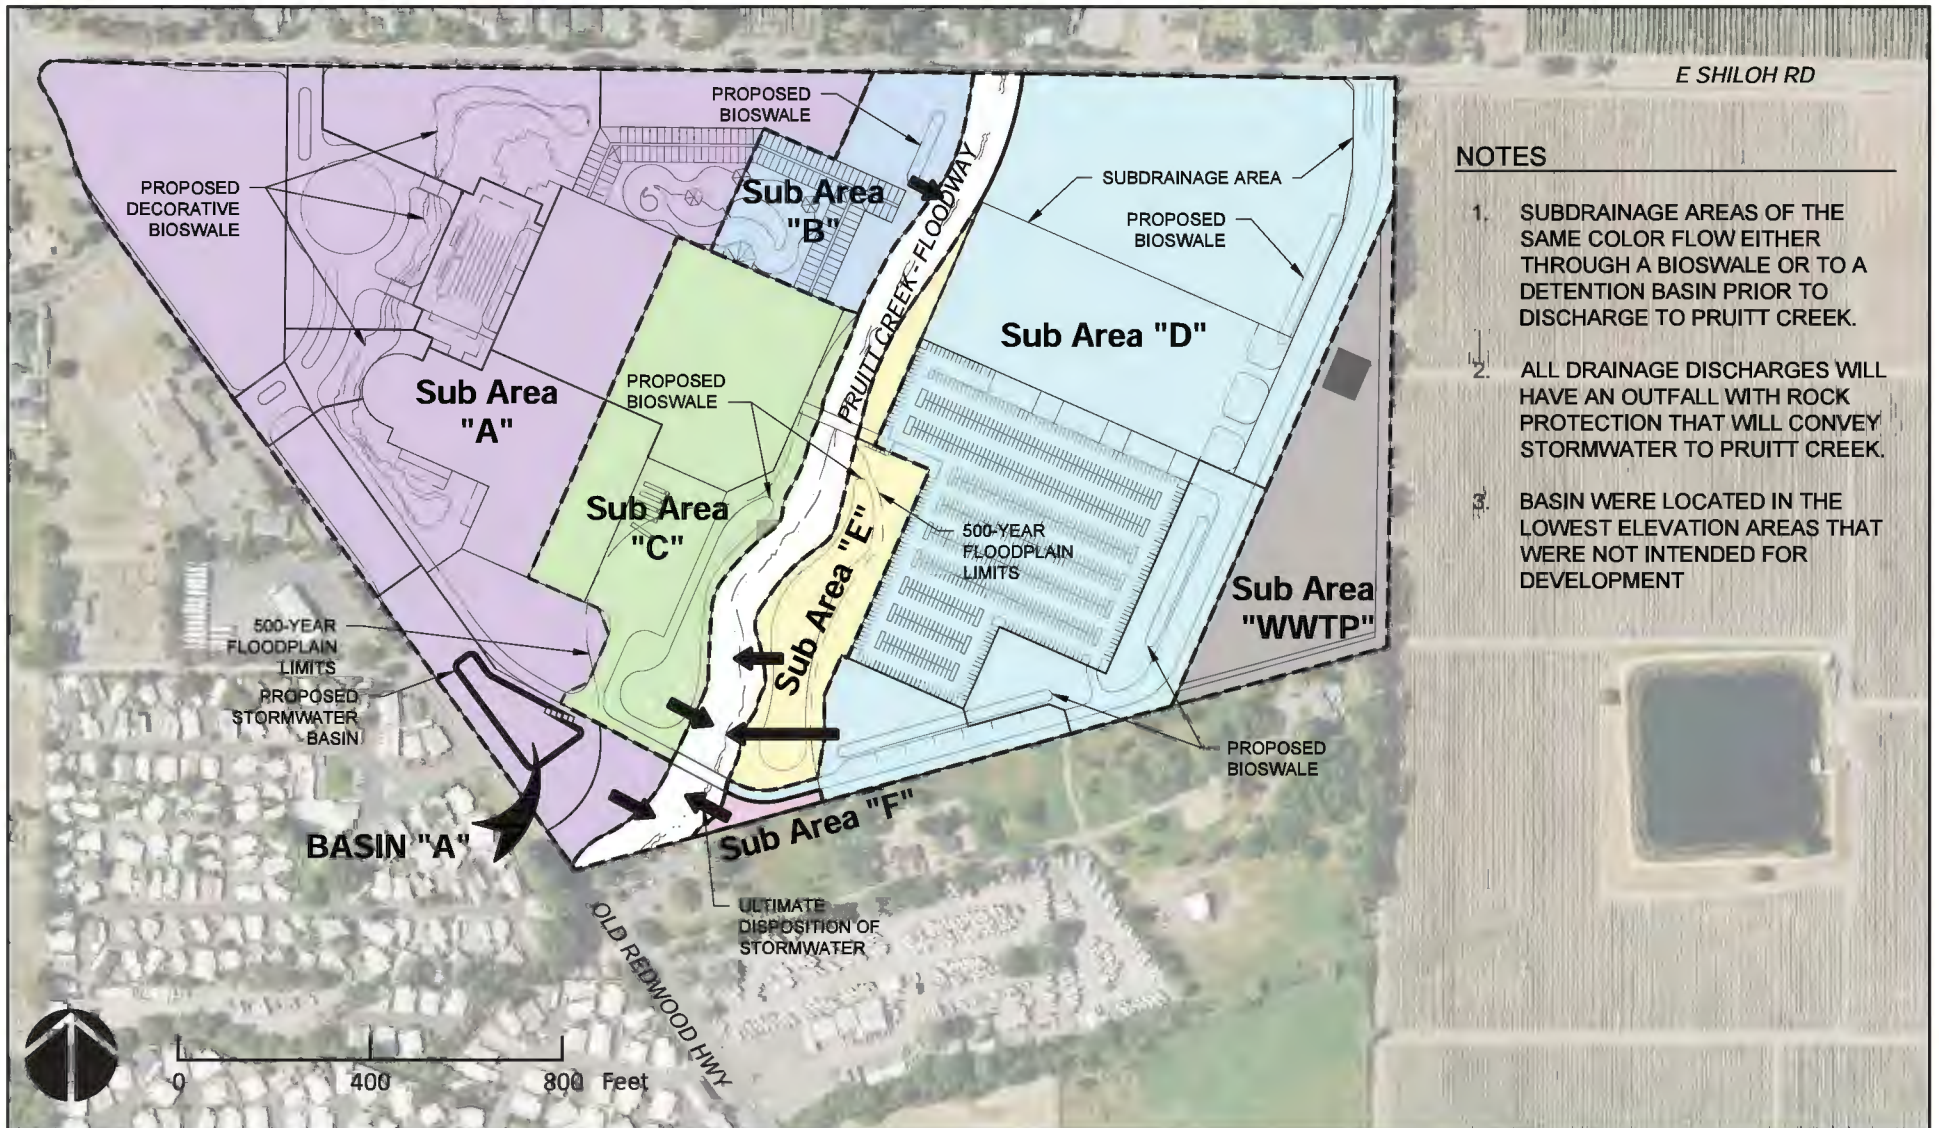 E SHILOH RD
PROPOSED
BIOSWALE
PROPOSED
DECORATIVE
BIOSWALE
Sub Area
"B"
PRUITT CREEK - FLOODWAY
SUBDRAINAGE AREA
PROPOSED
BIOSWALE
Sub Area "D"
Sub Area
"A"
PROPOSED
BIOSWALE
Sub Area
"C"
Sub Area "E"
500-YEAR
FLOODPLAIN
LIMITS
Sub Area
"WWTP"
500-YEAR
FLOODPLAIN
LIMITS
PROPOSED
STORMWATER
BASIN
PROPOSED
BIOSWALE
BASIN "A"
Sub Area "F"
ULTIMATE
DISPOSITION OF
STORMWATER
OLD REDWOOD HWY
0 400 800 Feet
NOTES
1. SUBDRAINAGE AREAS OF THE
SAME COLOR FLOW EITHER
THROUGH A BIOSWALE OR TO A
DETENTION BASIN PRIOR TO
DISCHARGE TO PRUITT CREEK.
2. ALL DRAINAGE DISCHARGES WILL
HAVE AN OUTFALL WITH ROCK
PROTECTION THAT WILL CONVEY
STORMWATER TO PRUITT CREEK.
3. BASIN WERE LOCATED IN THE
LOWEST ELEVATION AREAS THAT
WERE NOT INTENDED FOR
DEVELOPMENT